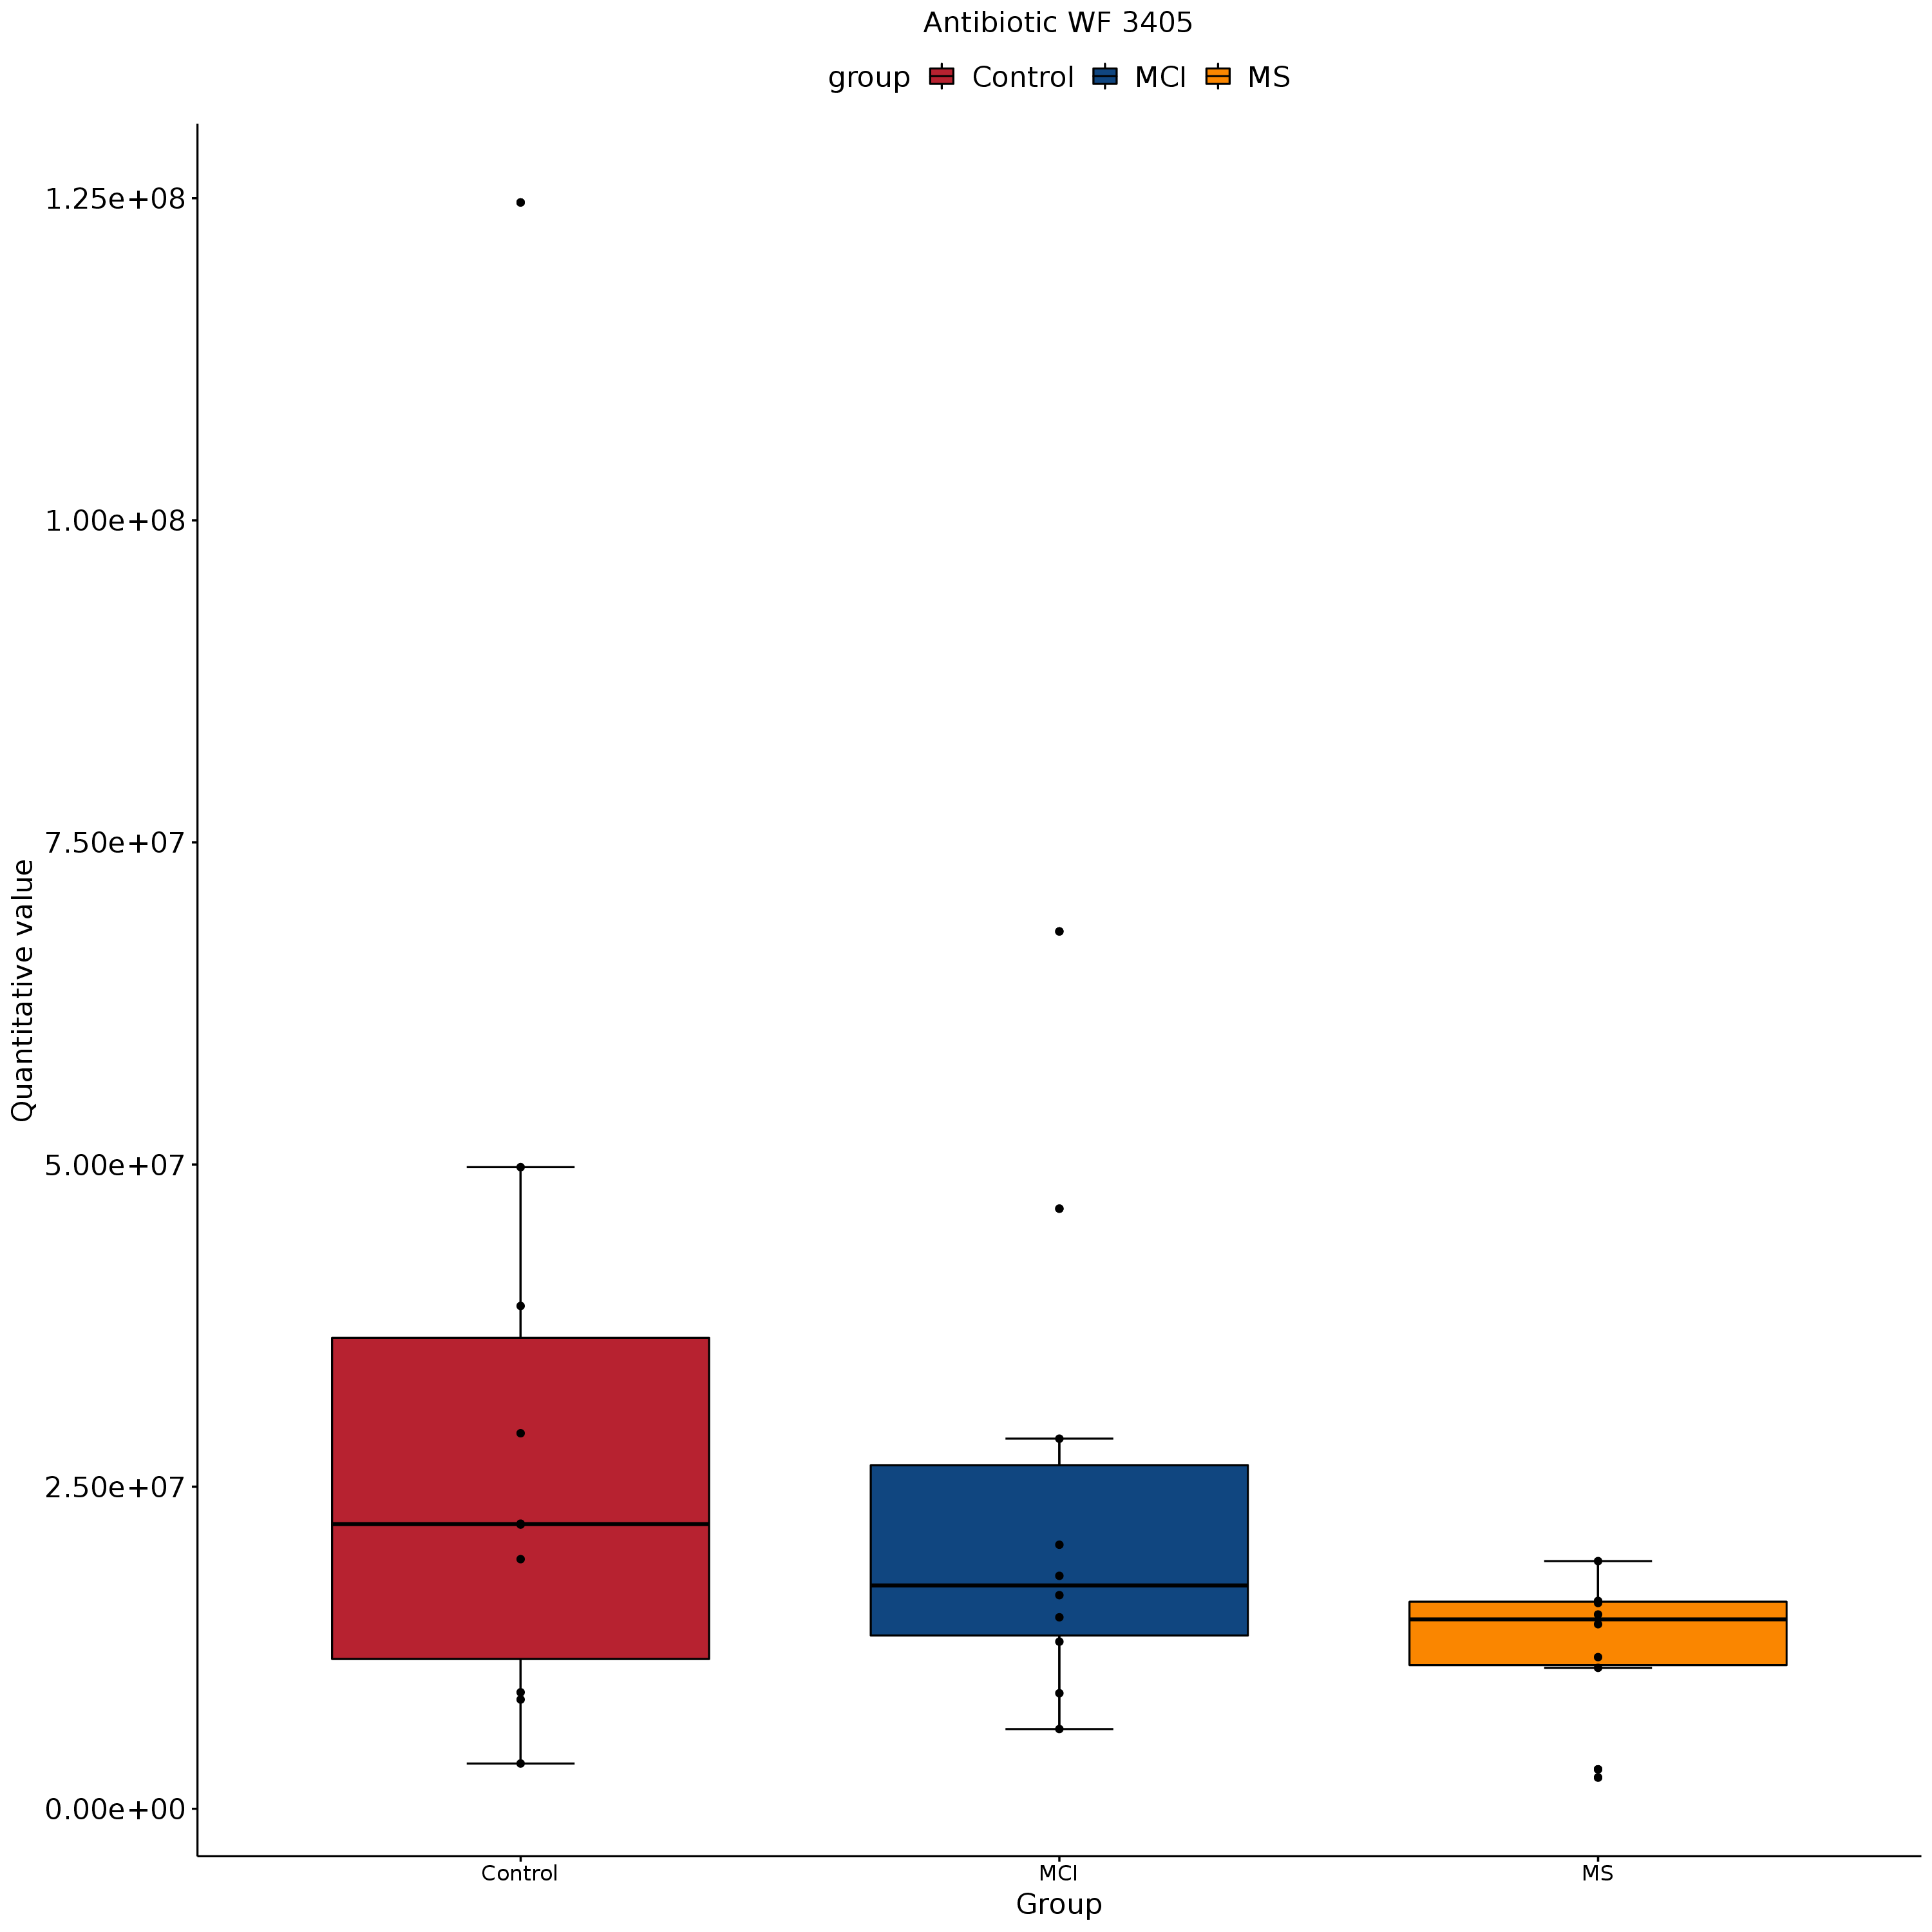 Antibiotic WF 3405
group Control MCI MS
1.25e+08
1.00e+08
7.50e+07
5.00e+07
2.50e+07
0.00e+00
Quantitative value
Control MCI MS
Group